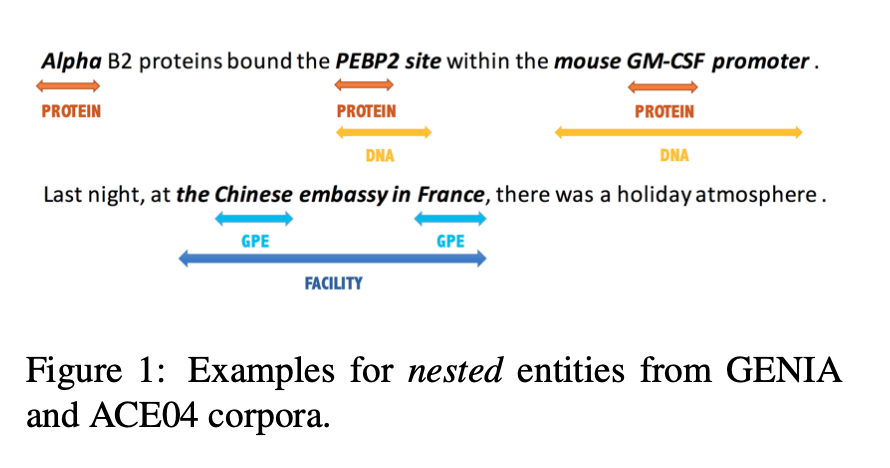 Alpha B2 proteins bound the PEBP2 site within the mouse GM-CSF promoter .
PROTEIN PROTEIN PROTEIN
DNA DNA
Last night, at the Chinese embassy in France, there was a holiday atmosphere .
GPE GPE
FACILITY
Figure 1: Examples for nested entities from GENIA
and ACE04 corpora.